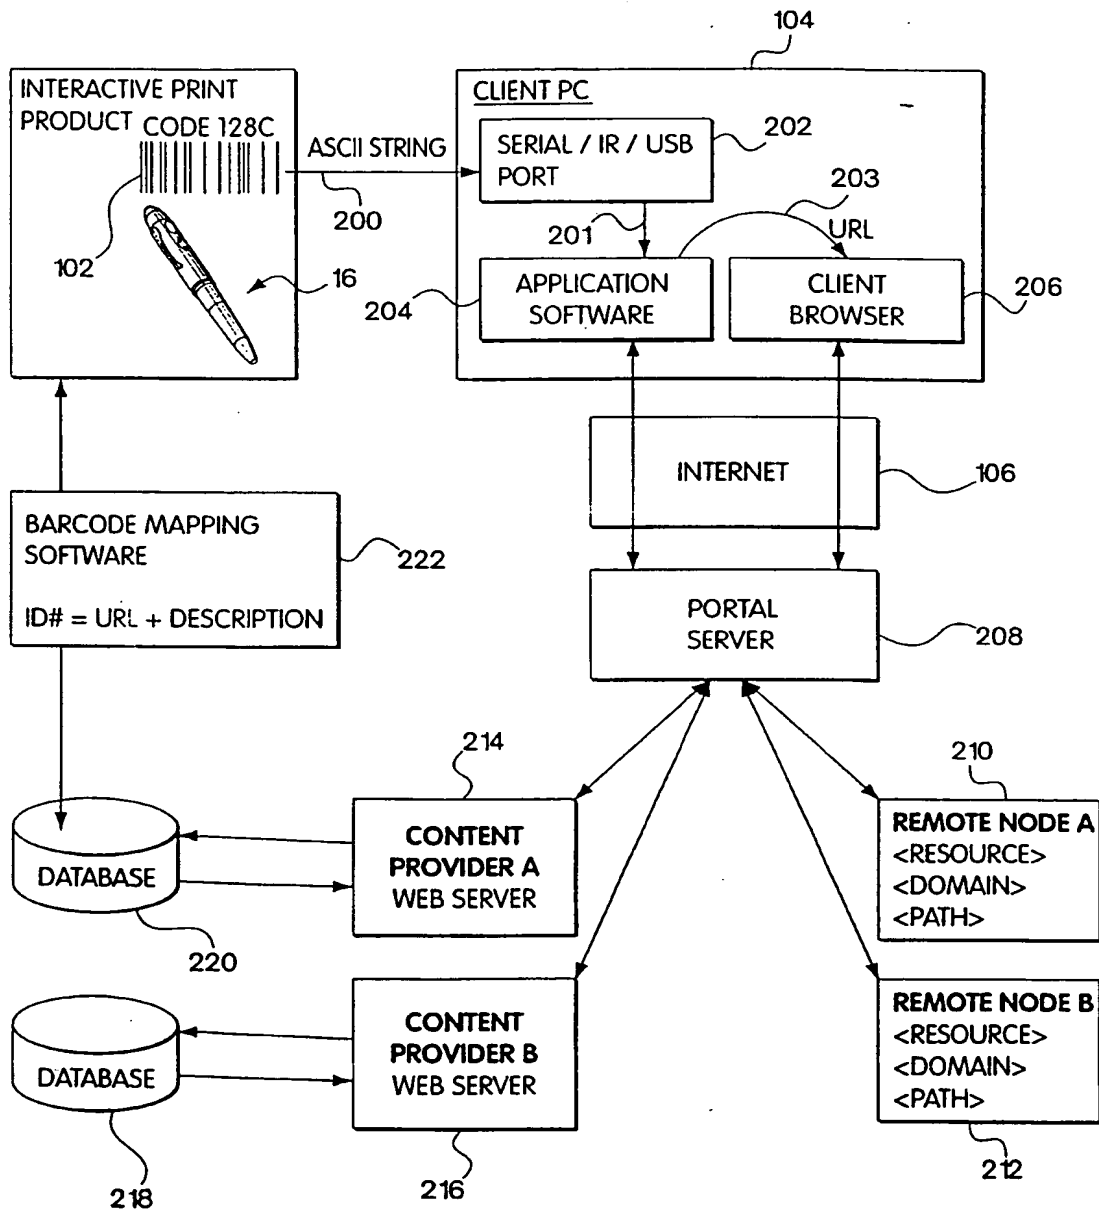 104
INTERACTIVE PRINT
PRODUCT
CODE 128C
102
16
ASCII STRING
200
CLIENT PC
SERIAL / IR / USB
PORT
202
201
203
URL
204
APPLICATION
SOFTWARE
CLIENT
BROWSER
206
INTERNET
106
BARCODE MAPPING
SOFTWARE
ID# = URL + DESCRIPTION
222
PORTAL
SERVER
208
214
210
DATABASE
220
CONTENT
PROVIDER A
WEB SERVER
REMOTE NODE A
<RESOURCE>
<DOMAIN>
<PATH>
DATABASE
218
CONTENT
PROVIDER B
WEB SERVER
216
REMOTE NODE B
<RESOURCE>
<DOMAIN>
<PATH>
212